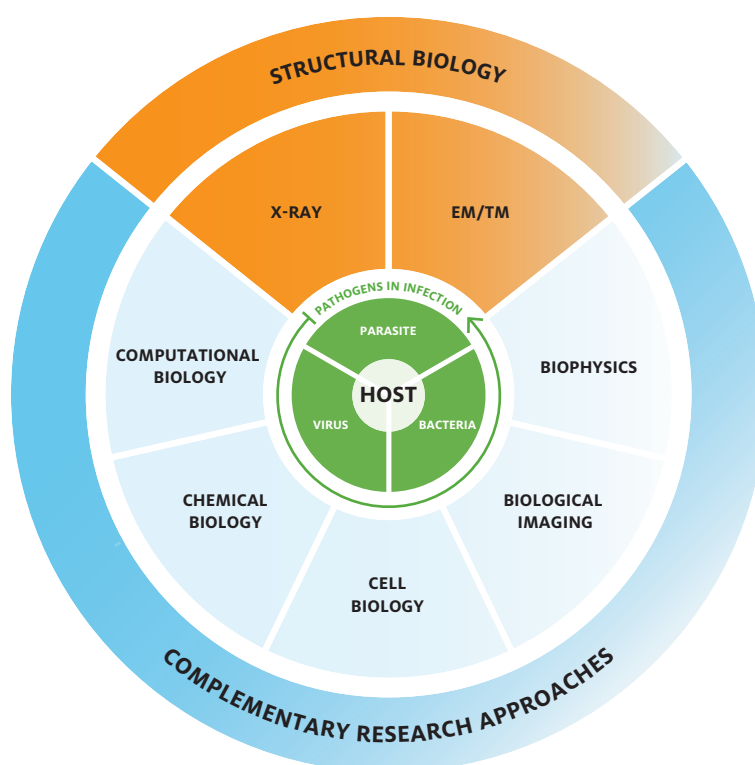 STRUCTURAL BIOLOGY
X-RAY
EM/TM
PATHOGENS IN INFECTION
PARASITE
COMPUTATIONAL
BIOLOGY
BIOPHYSICS
HOST
VIRUS
BACTERIA
CHEMICAL
BIOLOGY
BIOLOGICAL
IMAGING
CELL
BIOLOGY
COMPLEMENTARY RESEARCH APPROACHES